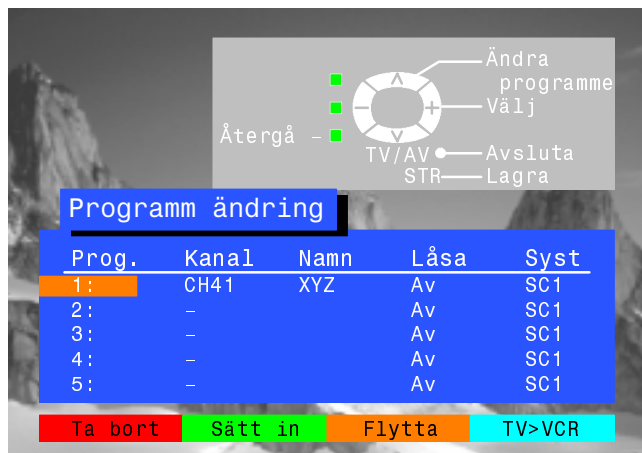 Ändra
programme
Välj
Återgå –
TV/AV Avsluta
STR Lagra
Programm ändring
Prog. Kanal Namn Låsa Syst
1: CH41 XYZ Av SC1
2: – Av SC1
3: – Av SC1
4: – Av SC1
5: – Av SC1
Ta bort Sätt in Flytta TV>VCR